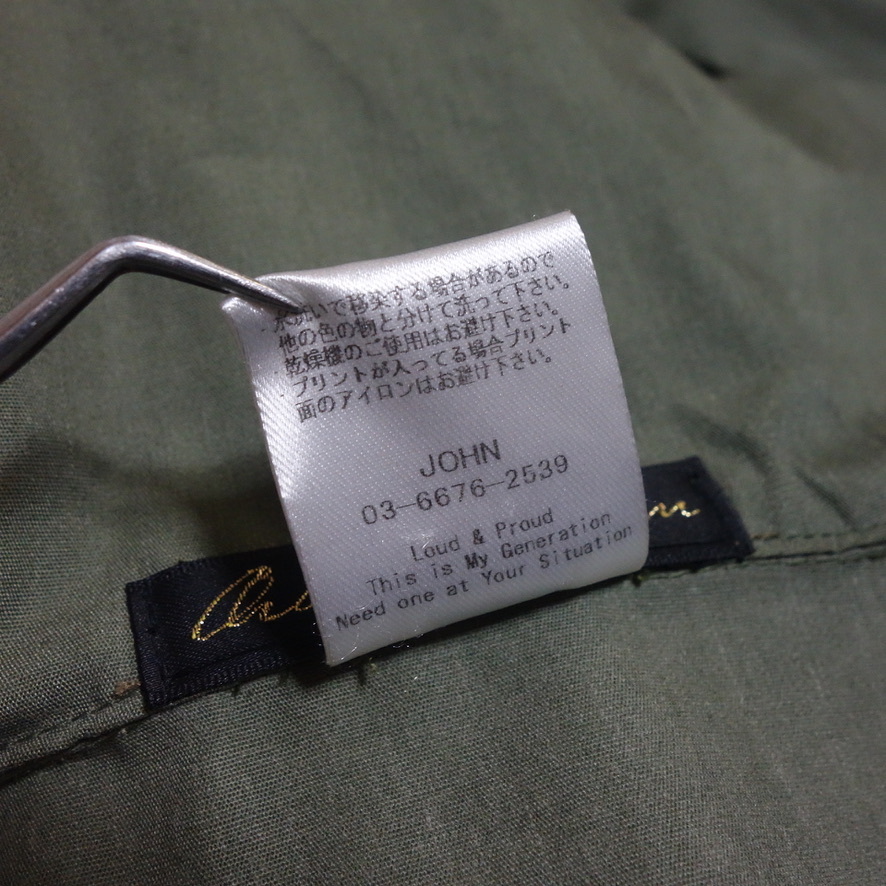 ・水洗いで移染する場合があるので
他の色の物と分けて洗って下さい。
・乾燥機のご使用はお避け下さい。
・プリントが入ってる場合プリント
面のアイロンはお避け下さい。
JOHN
03-6676-2539
Loud & Proud
This is My Generation
Need one at Your Situation